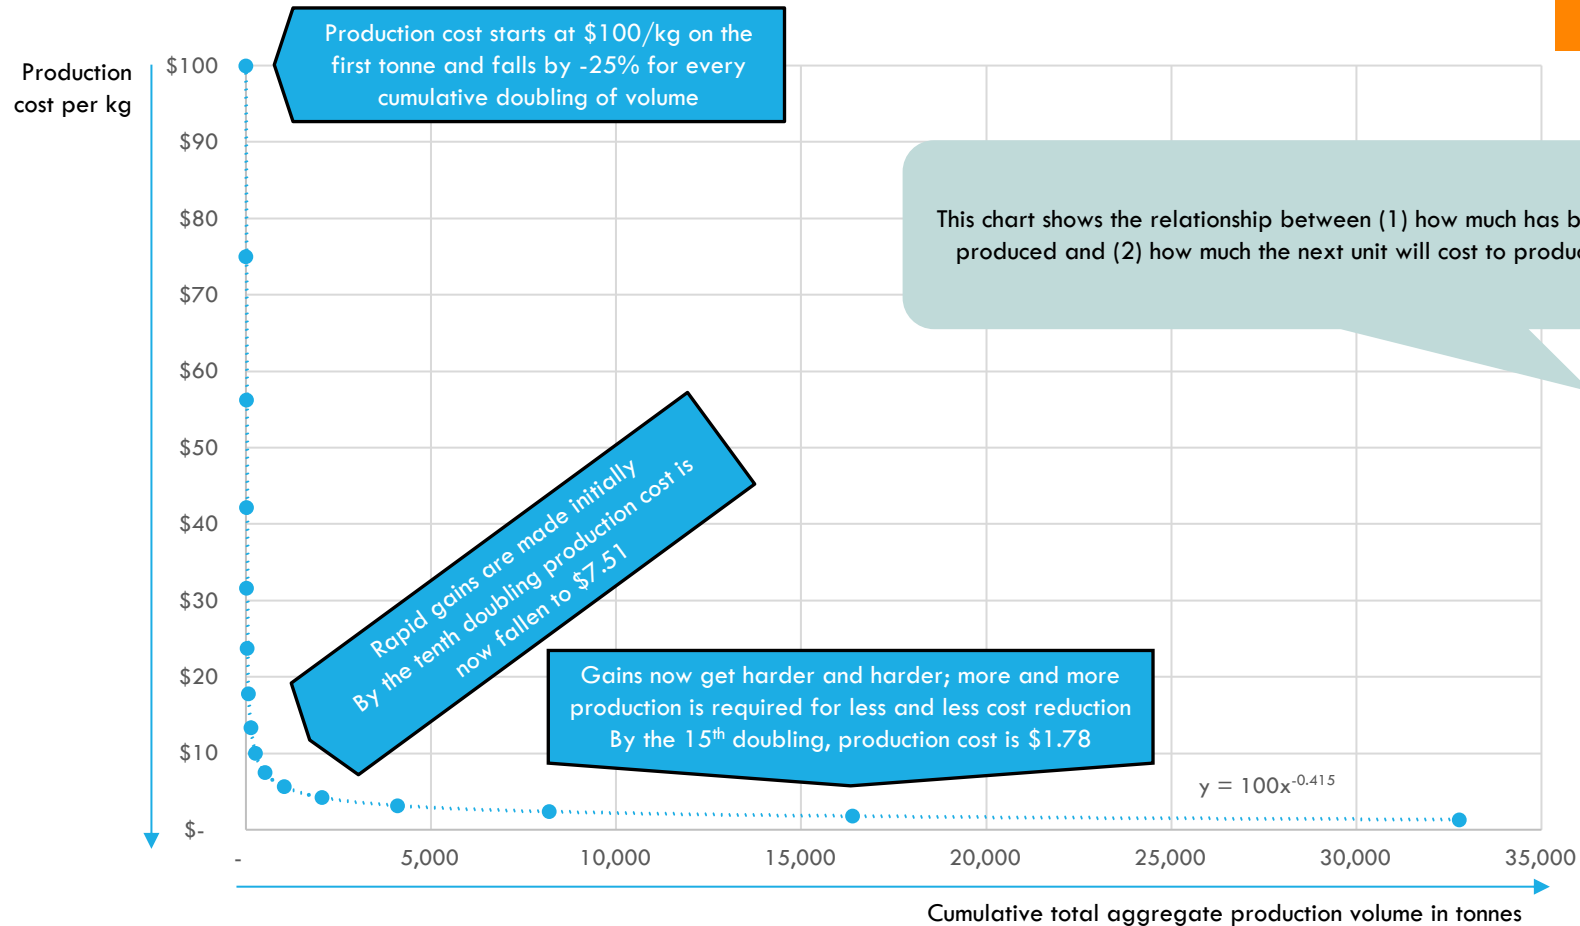 Production cost starts at $100/kg on the
first tonne and falls by -25% for every
cumulative doubling of volume
Production
cost per kg
$100
$90
$80
$70
$60
$50
$40
$30
$20
$10
$-
This chart shows the relationship between (1) how much has
produced and (2) how much the next unit will cost to
Rapid gains are made initially
By the tenth doubling production cost is
now fallen to $7.51
Gains now get harder and harder; more and more
production is required for less and less cost reduction
By the 15th doubling, production cost is $1.78
y = 100x^-0.415
-
5,000
10,000
15,000
20,000
25,000
30,000
35,000
Cumulative total aggregate production volume in tonnes